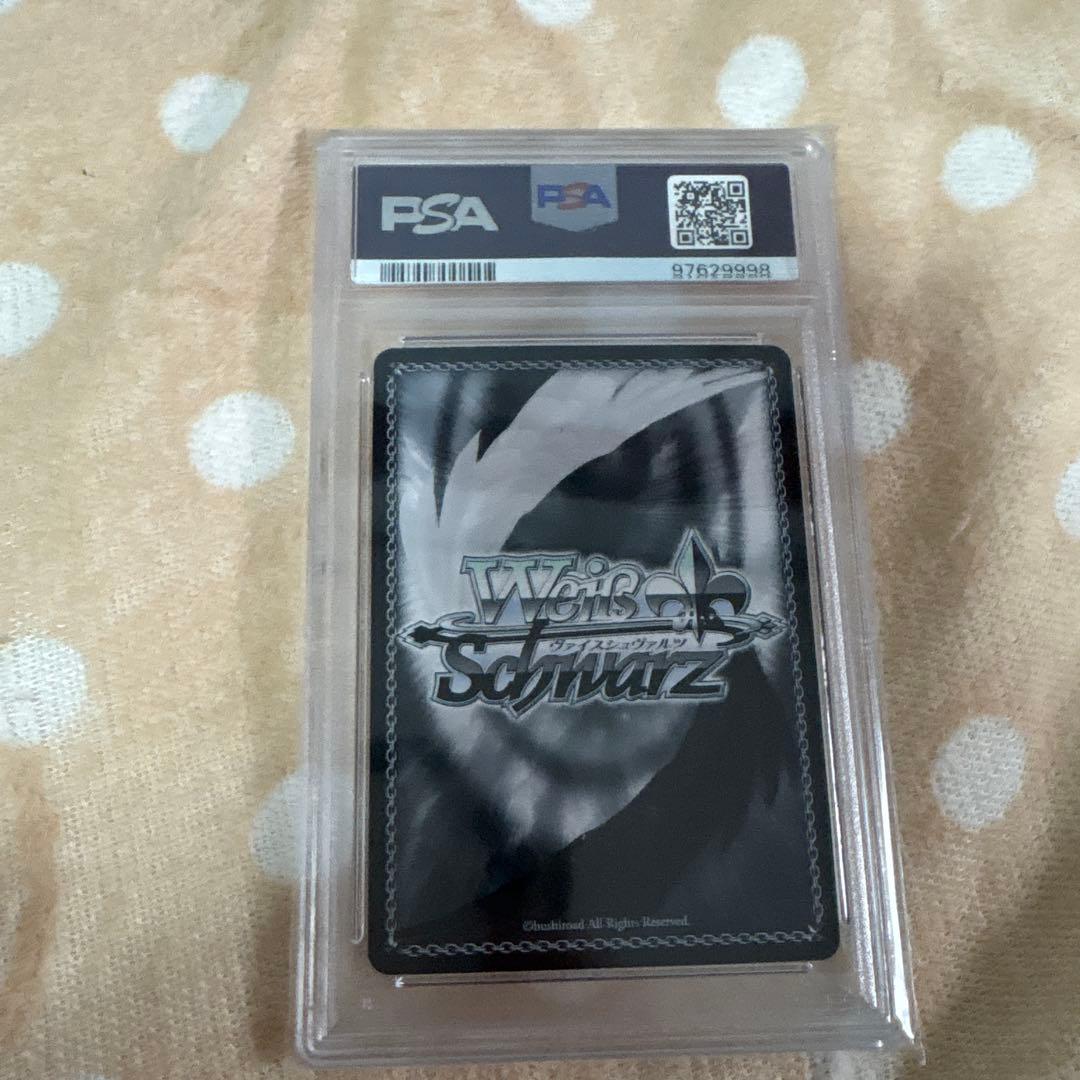 PSA
PSA
97629998
Weiß
ヴァイスシュヴァルツ
Schwarz
©bushiroad All Rights Reserved.